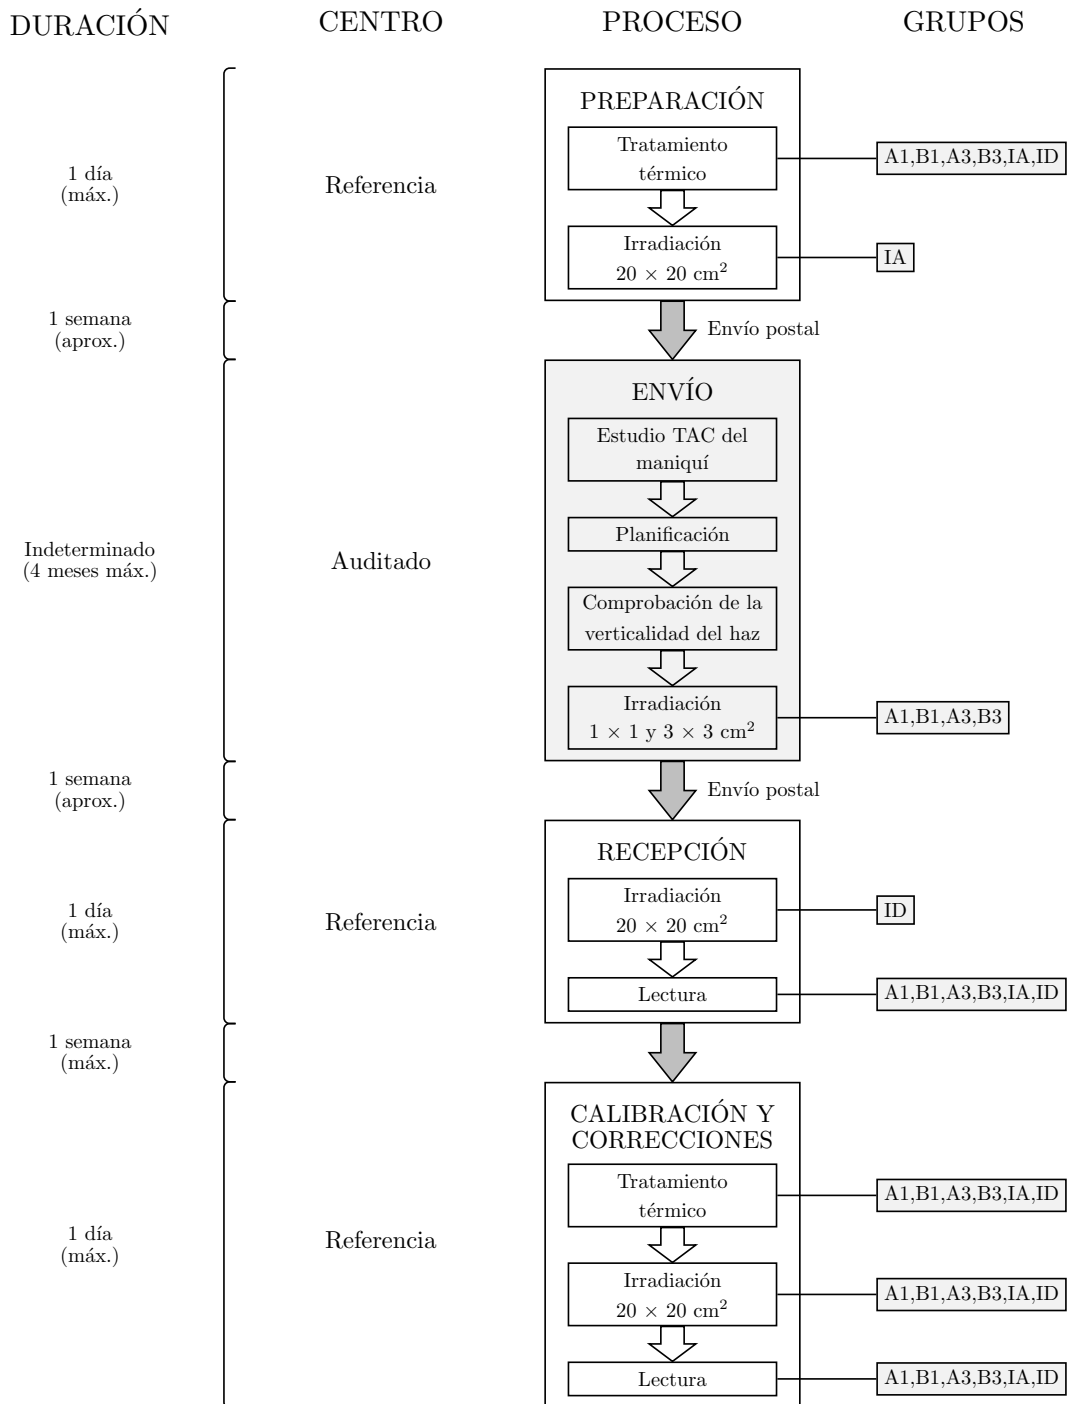 DURACIÓN CENTRO PROCESO GRUPOS
PREPARACIÓN
1 día
(máx.)
Referencia
Tratamiento
térmico
A1,B1,A3,B3,IA,ID
Irradiación
20 × 20 cm²
IA
1 semana
(aprox.)
Envío postal
ENVÍO
Indeterminado
(4 meses máx.)
Auditado
Estudio TAC del
maniquí
Planificación
Comprobación de la
verticalidad del haz
Irradiación
1 × 1 y 3 × 3 cm²
A1,B1,A3,B3
1 semana
(aprox.)
Envío postal
RECEPCIÓN
1 día
(máx.)
Referencia
Irradiación
20 × 20 cm²
ID
Lectura
A1,B1,A3,B3,IA,ID
1 semana
(máx.)
CALIBRACIÓN Y
CORRECCIONES
1 día
(máx.)
Referencia
Tratamiento
térmico
A1,B1,A3,B3,IA,ID
Irradiación
20 × 20 cm²
A1,B1,A3,B3,IA,ID
Lectura
A1,B1,A3,B3,IA,ID